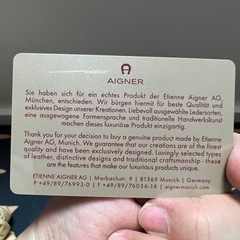 AIGNER
Sie haben sich für ein echtes Produkt der Etienne Aigner AG,
München, entschieden. Wir bürgen hiermit für beste Qualität und
exklusives Design unserer Kreationen. Liebevoll ausgewählte Ledersorten,
eine ausgewogene Formensprache und traditionelle Handwerkskunst
machen dieses luxuriöse Produkt einzigartig.
Thank you for your decision to buy a genuine product made by Etienne
Aigner AG, Munich. We guarantee that our creations are of the finest
quality and have been exclusively designed. Lovingly selected types
of leather, distinctive designs and traditional craftsmanship - these
are the features that make our luxurious product unique.
ETIENNE AIGNER AG | Marbachstr. 9 | 81369 Munich | Germany
P +49/89/76993-0 | F +49/89/76056-16 | aignermunich.com